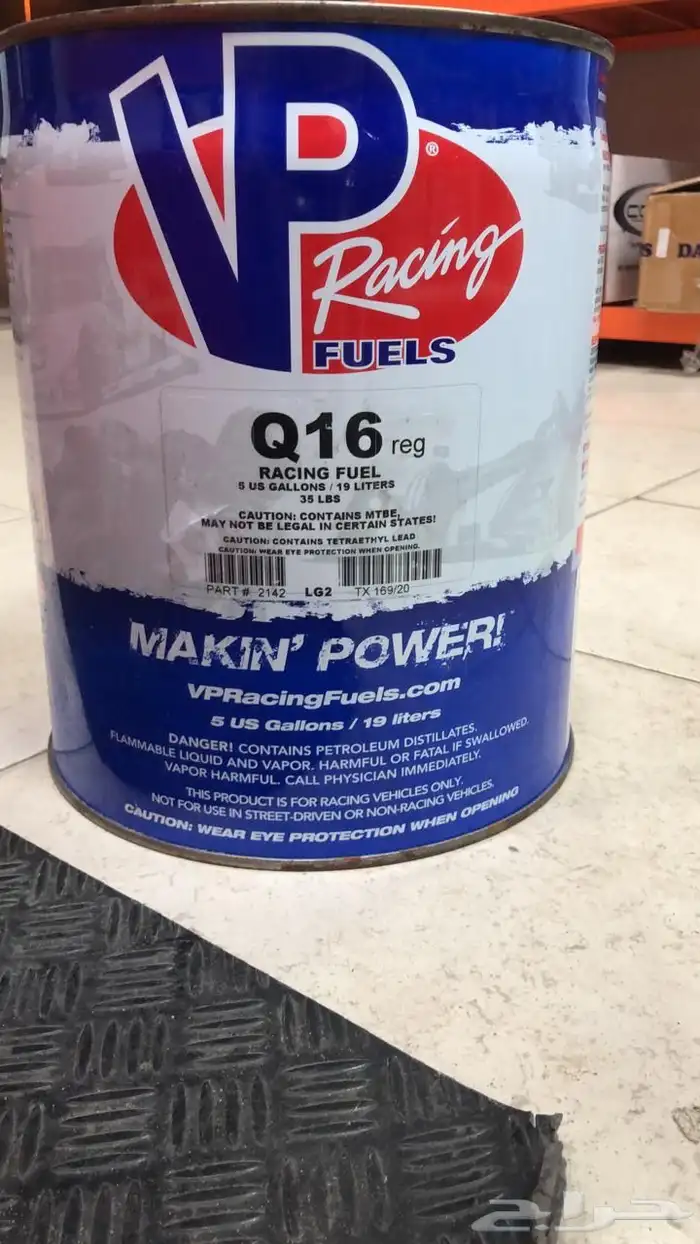 VP
®
Racing
FUELS
Q16 reg
RACING FUEL
5 US GALLONS / 19 LITERS
35 LBS
CAUTION: CONTAINS MTBE,
MAY NOT BE LEGAL IN CERTAIN STATES!
CAUTION: CONTAINS TETRAETHYL LEAD
CAUTION: WEAR EYE PROTECTION WHEN OPENING.
PART # 2142 LG2 TX 169/20
MAKIN' POWER!
VPRacingFuels.com
5 US Gallons / 19 liters
DANGER! CONTAINS PETROLEUM DISTILLATES.
FLAMMABLE LIQUID AND VAPOR. HARMFUL OR FATAL IF SWALLOWED.
VAPOR HARMFUL. CALL PHYSICIAN IMMEDIATELY.
THIS PRODUCT IS FOR RACING VEHICLES ONLY.
NOT FOR USE IN STREET-DRIVEN OR NON-RACING VEHICLES.
CAUTION: WEAR EYE PROTECTION WHEN OPENING
حراج